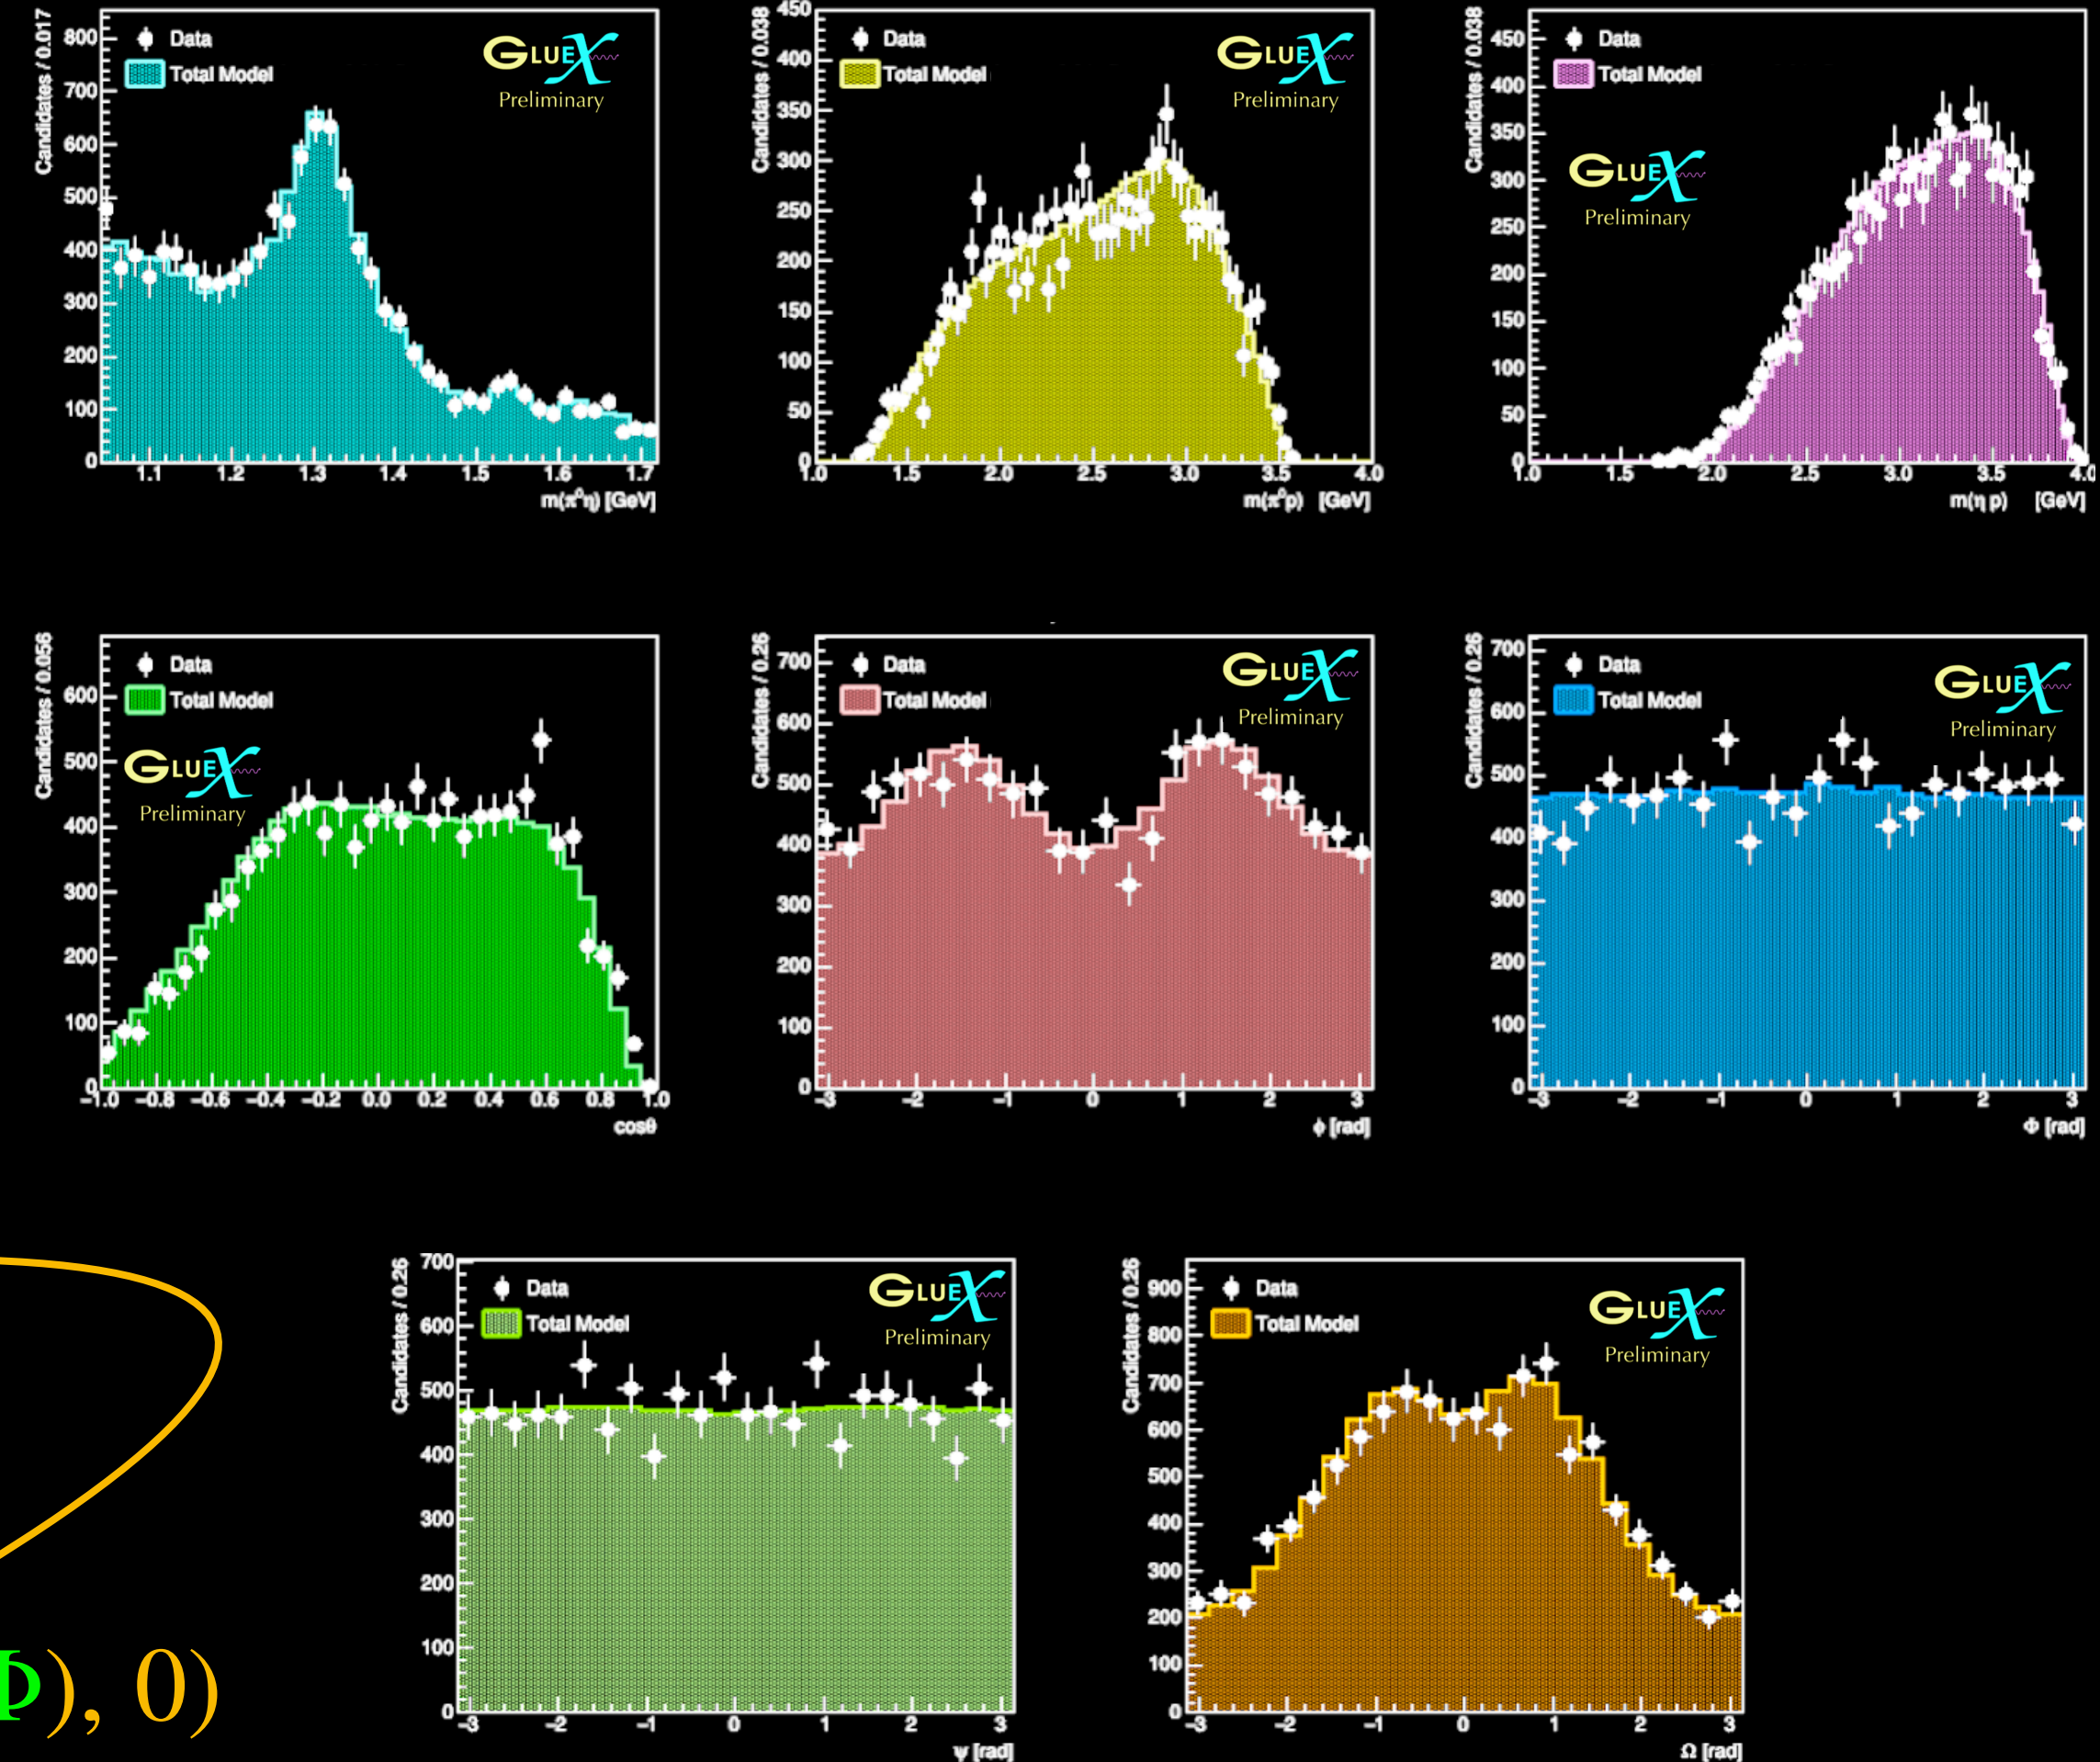 Candidates / 0.017
800
700
600
500
400
300
200
100
0
Data
Total Model
GLUEX
Preliminary
1.1 1.2 1.3 1.4 1.5 1.6 1.7
m(π⁰η) [GeV]
Candidates / 0.038
450
400
350
300
250
200
150
100
50
0
Data
Total Model
GLUEX
Preliminary
1.0 1.5 2.0 2.5 3.0 3.5 4.0
m(π⁰p) [GeV]
Candidates / 0.038
450
400
350
300
250
200
150
100
50
0
Data
Total Model
GLUEX
Preliminary
1.0 1.5 2.0 2.5 3.0 3.5 4.0
m(η p) [GeV]
Candidates / 0.056
600
500
400
300
200
100
0
Data
Total Model
GLUEX
Preliminary
−1.0 −0.8 −0.6 −0.4 −0.2 0.0 0.2 0.4 0.6 0.8 1.0
cosθ
Candidates / 0.26
700
600
500
400
300
200
100
0
Data
Total Model
GLUEX
Preliminary
−3 −2 −1 0 1 2 3
ϕ [rad]
Candidates / 0.26
700
600
500
400
300
200
100
0
Data
Total Model
GLUEX
Preliminary
−3 −2 −1 0 1 2 3
Φ [rad]
Candidates / 0.26
700
600
500
400
300
200
100
0
Data
Total Model
GLUEX
Preliminary
−3 −2 −1 0 1 2 3
ψ [rad]
Candidates / 0.26
900
800
700
600
500
400
300
200
100
0
Data
Total Model
GLUEX
Preliminary
−3 −2 −1 0 1 2 3
Ω [rad]
Φ), 0)